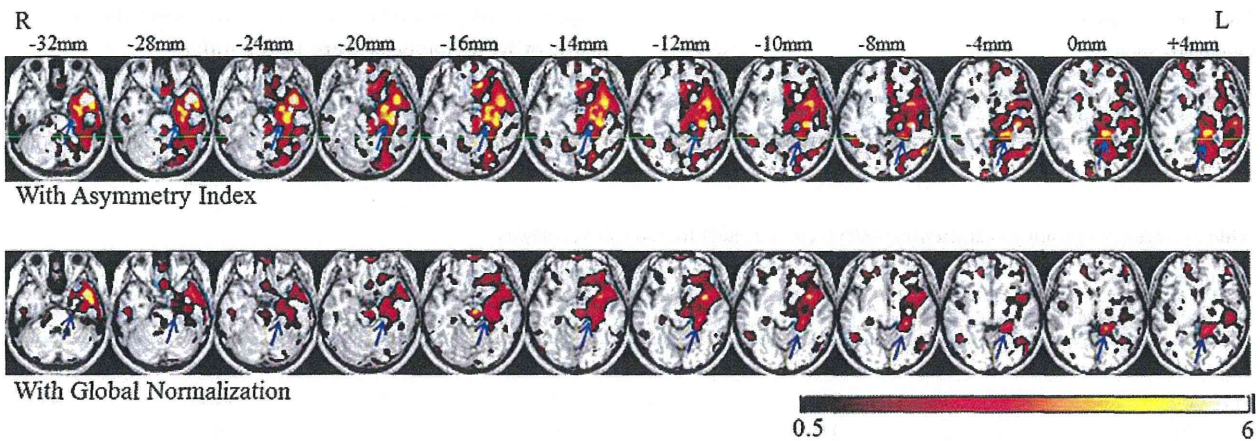 R L
-32mm -28mm -24mm -20mm -16mm -14mm -12mm -10mm -8mm -4mm 0mm +4mm
With Asymmetry Index
With Global Normalization
0.5 6